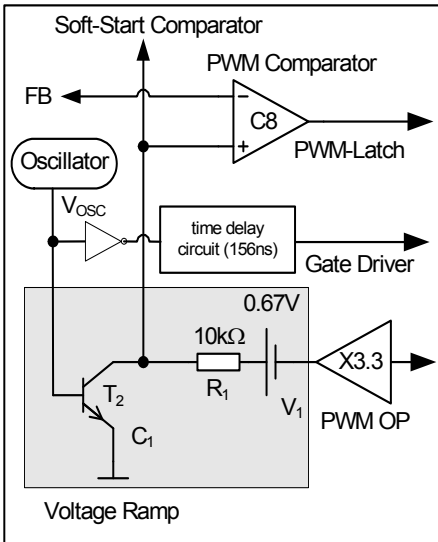 Soft-Start Comparator
PWM Comparator
FB
C8
PWM-Latch
Oscillator
VOSC
time delay
circuit (156ns)
Gate Driver
0.67V
10kΩ
X3.3
R1
V1
T2
PWM OP
C1
Voltage Ramp